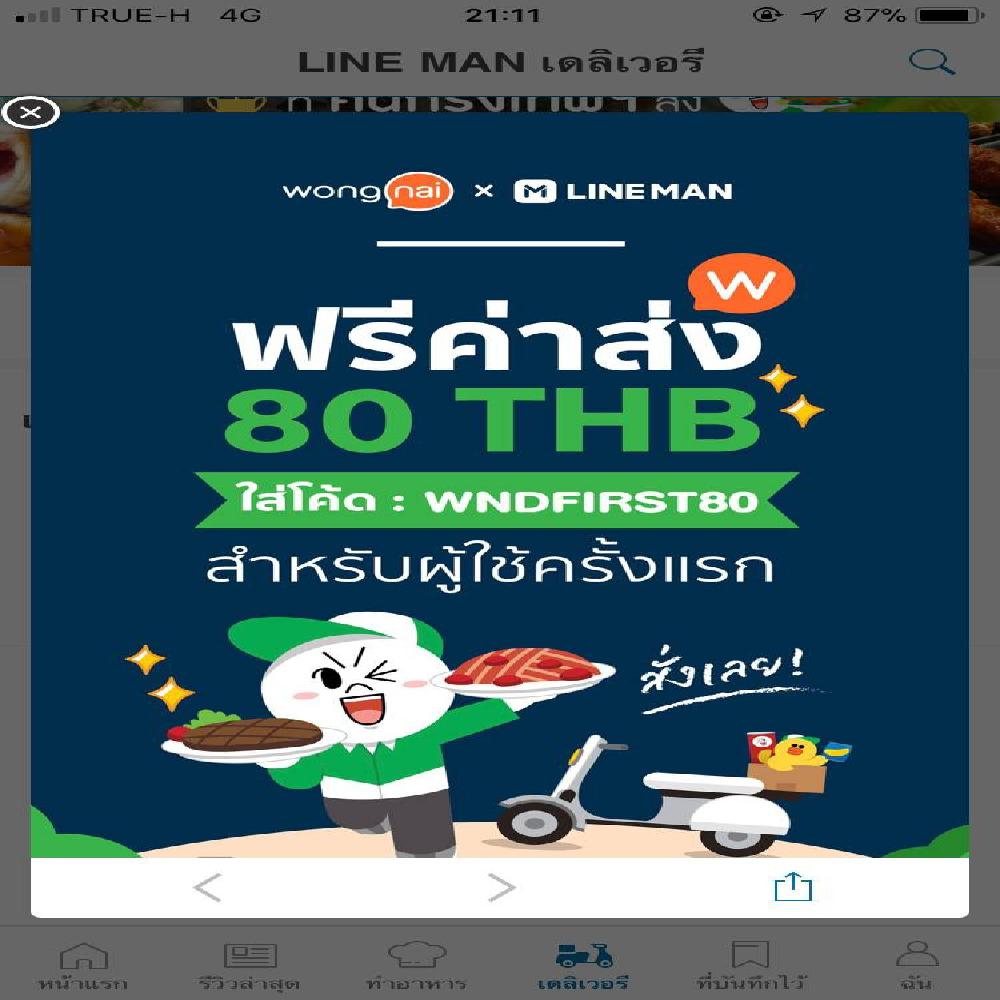 TRUE-H 4G 21:11 87%
LINE MAN เดลิเวอรี
wongnai × LINE MAN
W
ฟรีค่าส่ง
80 THB
ใส่โค้ด : WNDFIRST80
สำหรับผู้ใช้ครั้งแรก
สั่งเลย!
หน้าแรก รีวิวล่าสุด ทำอาหาร เดลิเวอรี ที่บันทึกไว้ ฉัน